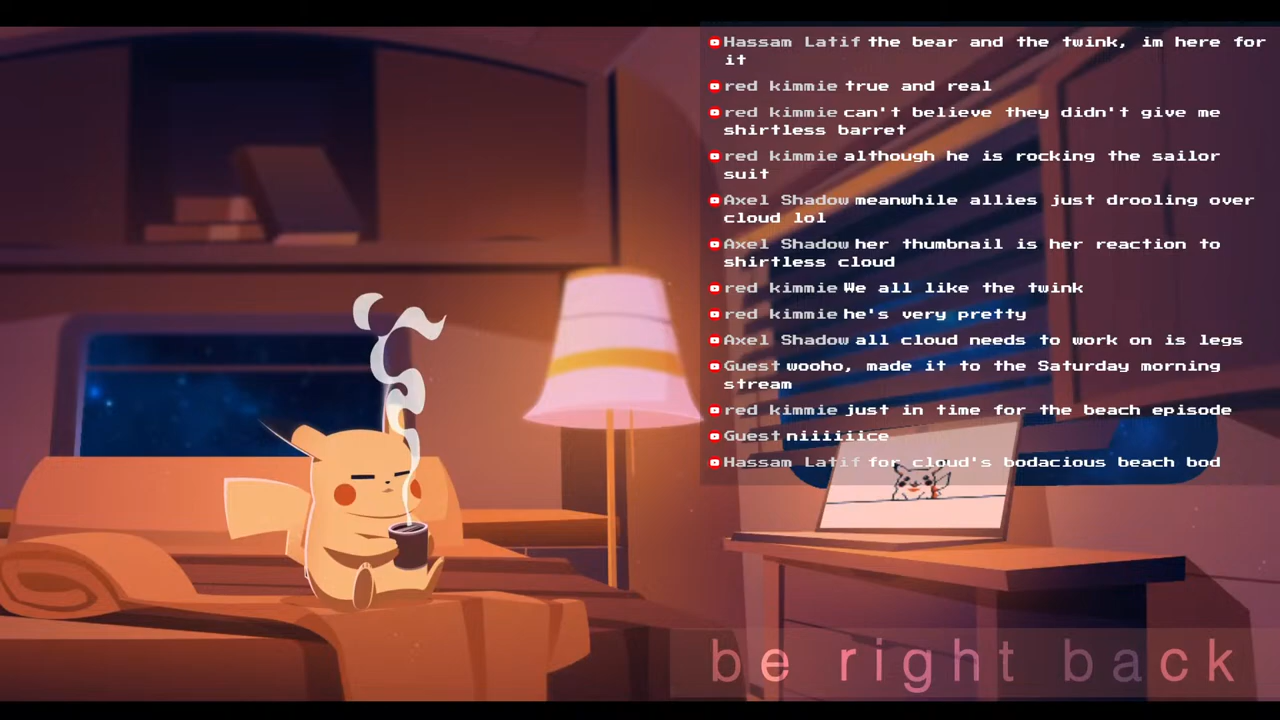 Hassam Latif the bear and the twink, im here for
it
red kimmie true and real
red kimmie can't believe they didn't give me
shirtless barret
red kimmie although he is rocking the sailor
suit
Axel Shadow meanwhile allies just drooling over
cloud lol
Axel Shadow her thumbnail is her reaction to
shirtless cloud
red kimmie We all like the twink
red kimmie he's very pretty
Axel Shadow all cloud needs to work on is legs
Guest wooho, made it to the Saturday morning
stream
red kimmie just in time for the beach episode
Guest niiiiiice
Hassam Latif for cloud's bodacious beach bod
be right back